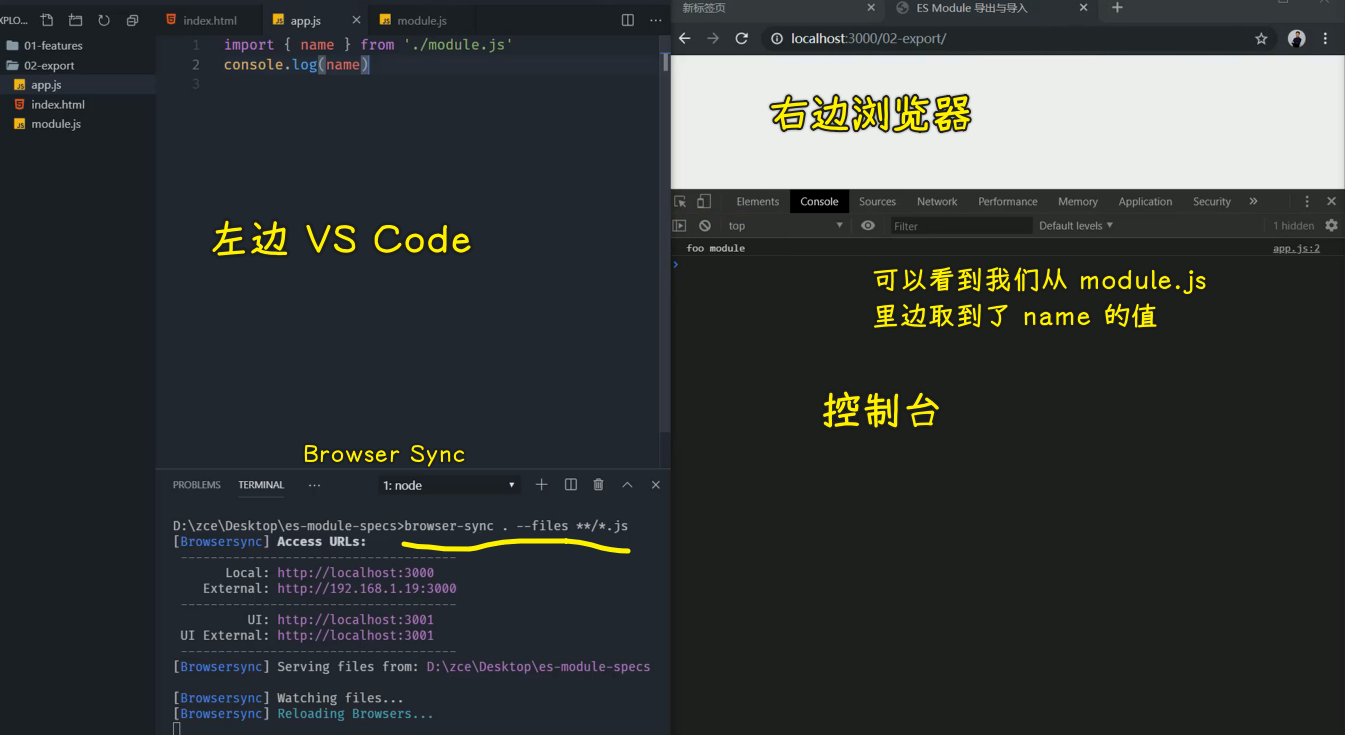 XPLO...
index.html
app.js
module.js
01-features
02-export
app.js
index.html
module.js
1 import { name } from './module.js'
2 console.log(name)
3
左边 VS Code
Browser Sync
PROBLEMS TERMINAL ... 1: node
D:\zce\Desktop\es-module-specs>browser-sync . --files **/*.js
[Browsersync] Access URLs:
-------------------------------------
Local: http://localhost:3000
External: http://192.168.1.19:3000
-------------------------------------
UI: http://localhost:3001
UI External: http://localhost:3001
-------------------------------------
[Browsersync] Serving files from: D:\zce\Desktop\es-module-specs
[Browsersync] Watching files...
[Browsersync] Reloading Browsers...
新标签页
ES Module 导出与导入
localhost:3000/02-export/
右边浏览器
Elements Console Sources Network Performance Memory Application Security »
top Filter Default levels 1 hidden
foo module app.js:2
可以看到我们从 module.js
里边取到了 name 的值
控制台